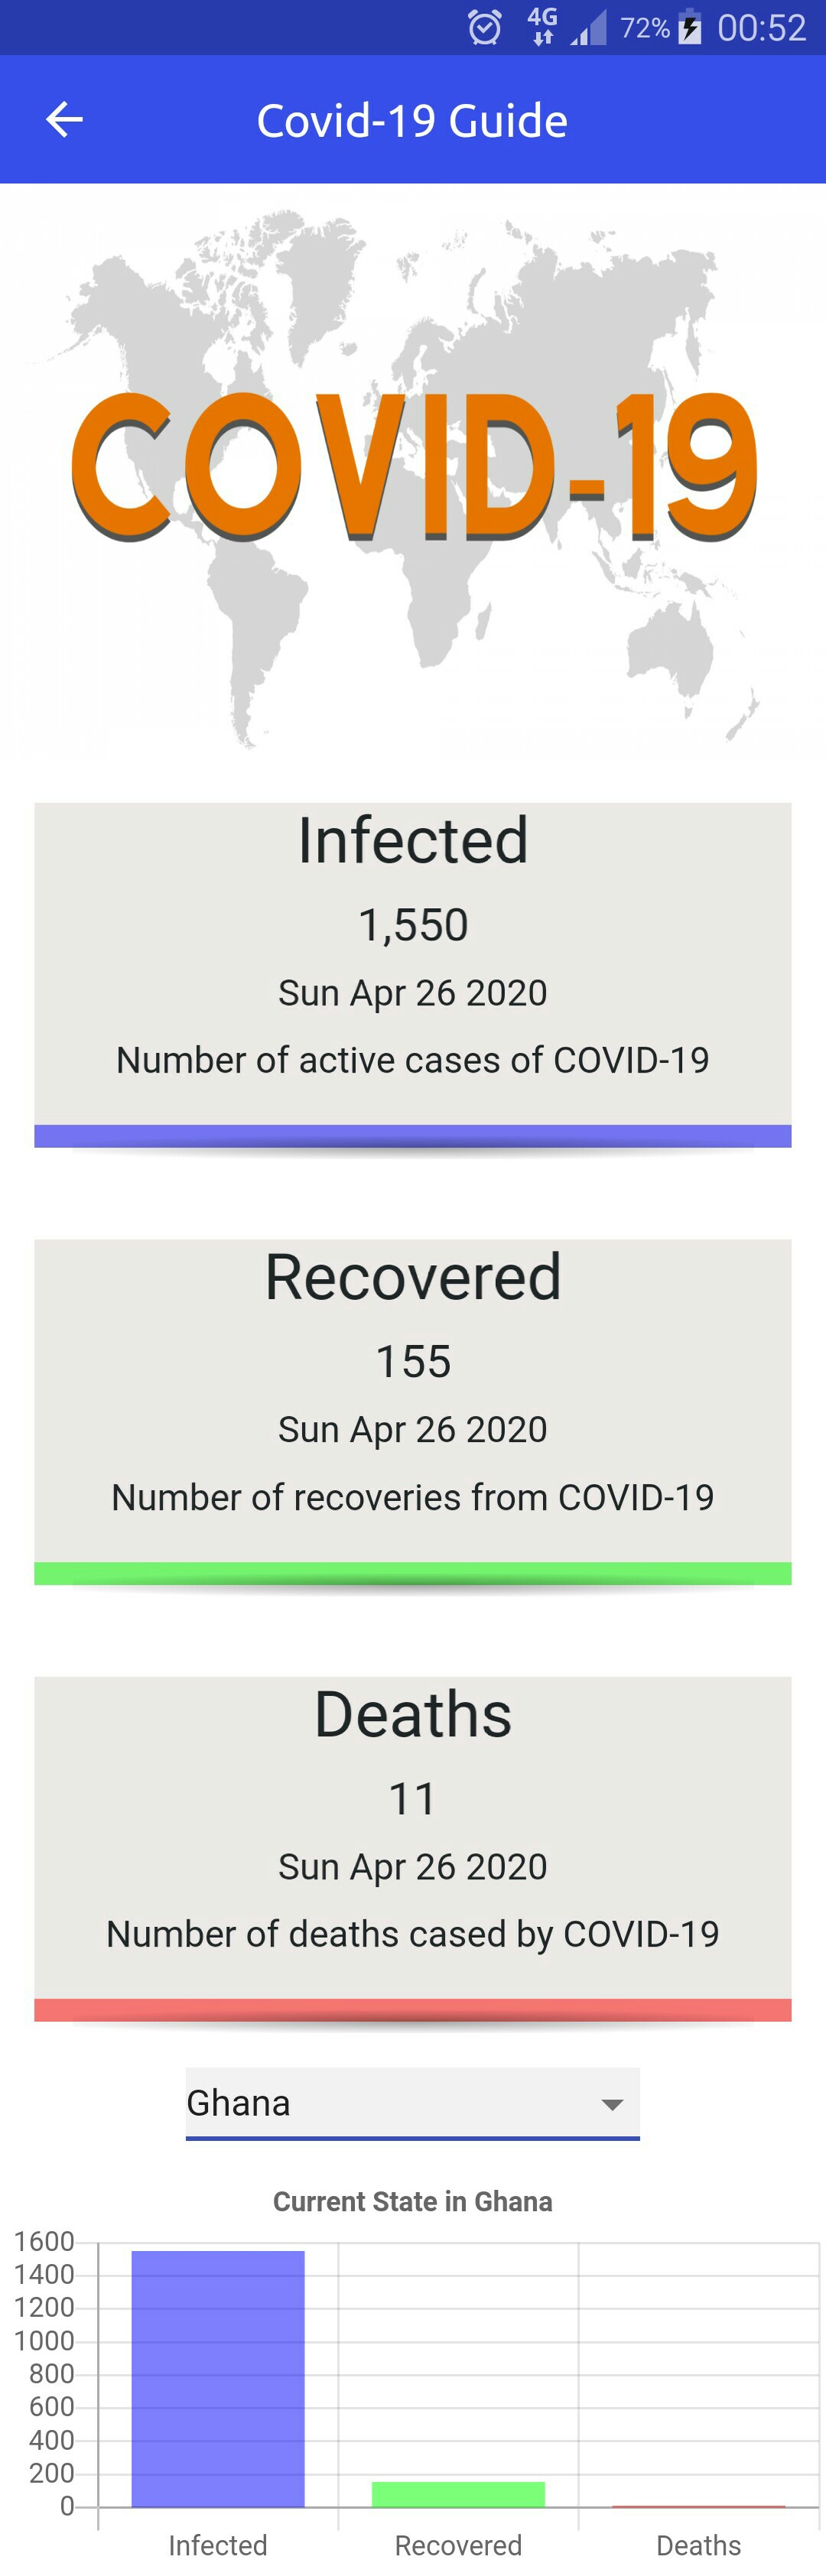 4G 72% 00:52
Covid-19 Guide
COVID-19
Infected
1,550
Sun Apr 26 2020
Number of active cases of COVID-19
Recovered
155
Sun Apr 26 2020
Number of recoveries from COVID-19
Deaths
11
Sun Apr 26 2020
Number of deaths cased by COVID-19
Ghana
Current State in Ghana
1600
1400
1200
1000
800
600
400
200
0
Infected Recovered Deaths